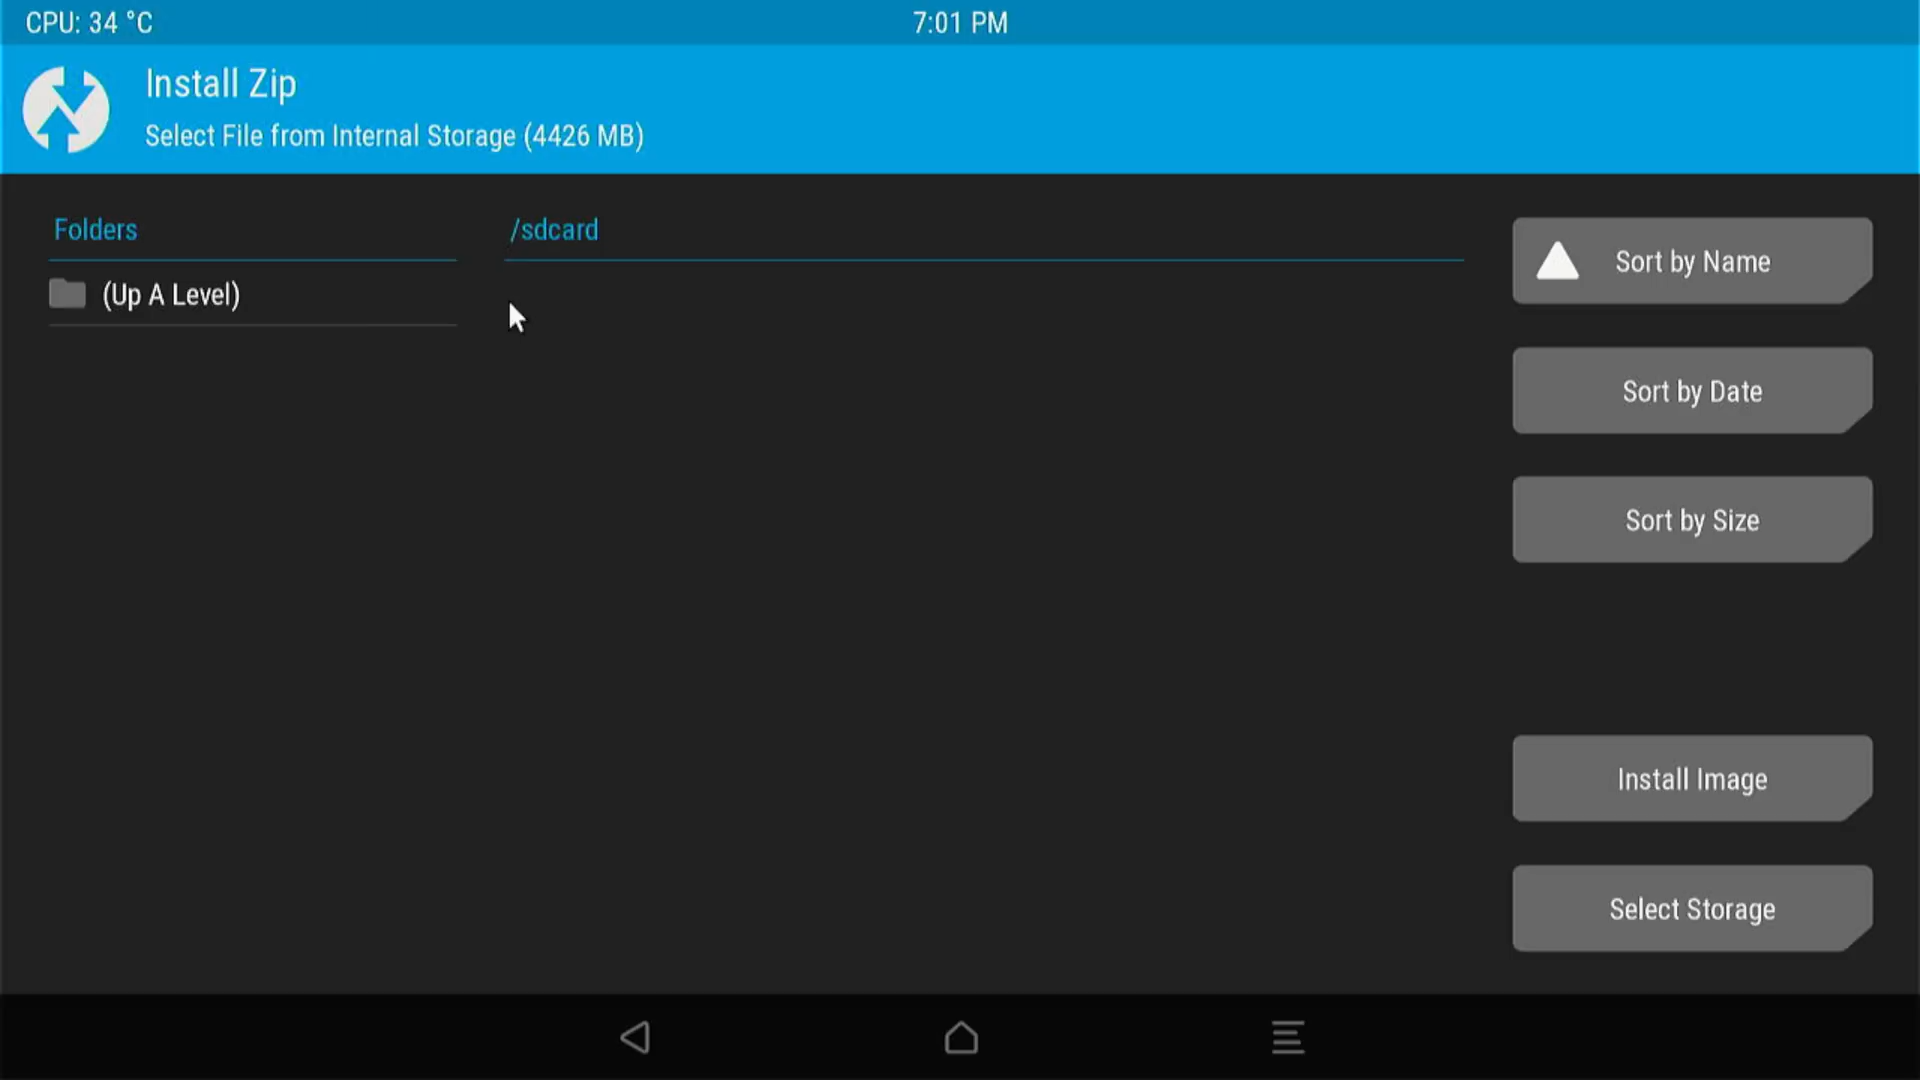 CPU: 34 °C
7:01 PM
Install Zip
Select File from Internal Storage (4426 MB)
Folders
/sdcard
(Up A Level)
Sort by Name
Sort by Date
Sort by Size
Install Image
Select Storage